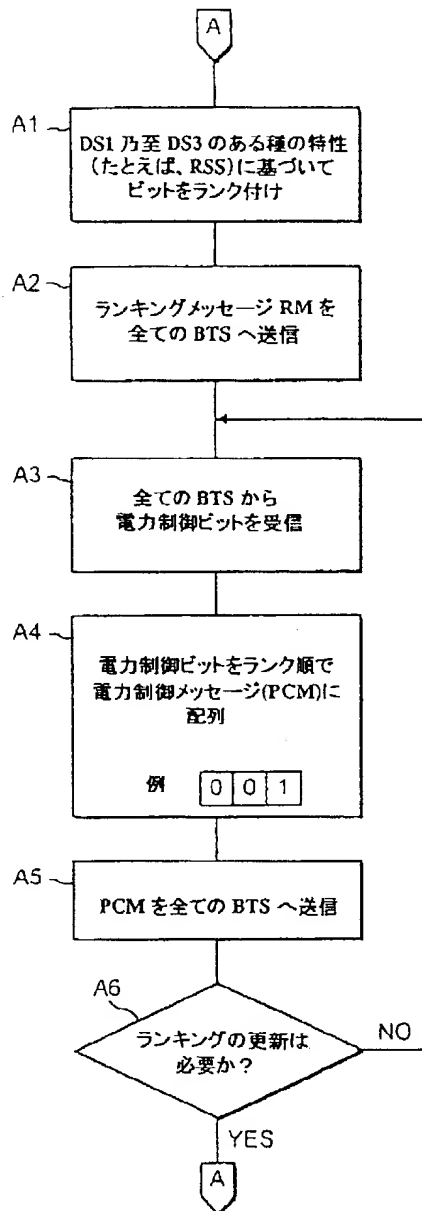 A
A1
DS1 乃至 DS3 のある種の特性
(たとえば、RSS)に基づいて
ビットをランク付け
A2
ランキングメッセージ RM を
全ての BTS へ送信
A3
全ての BTS から
電力制御ビットを受信
A4
電力制御ビットをランク順で
電力制御メッセージ(PCM)に
配列
例 0 0 1
A5
PCM を全ての BTS へ送信
A6
ランキングの更新は
必要か?
NO
YES
A